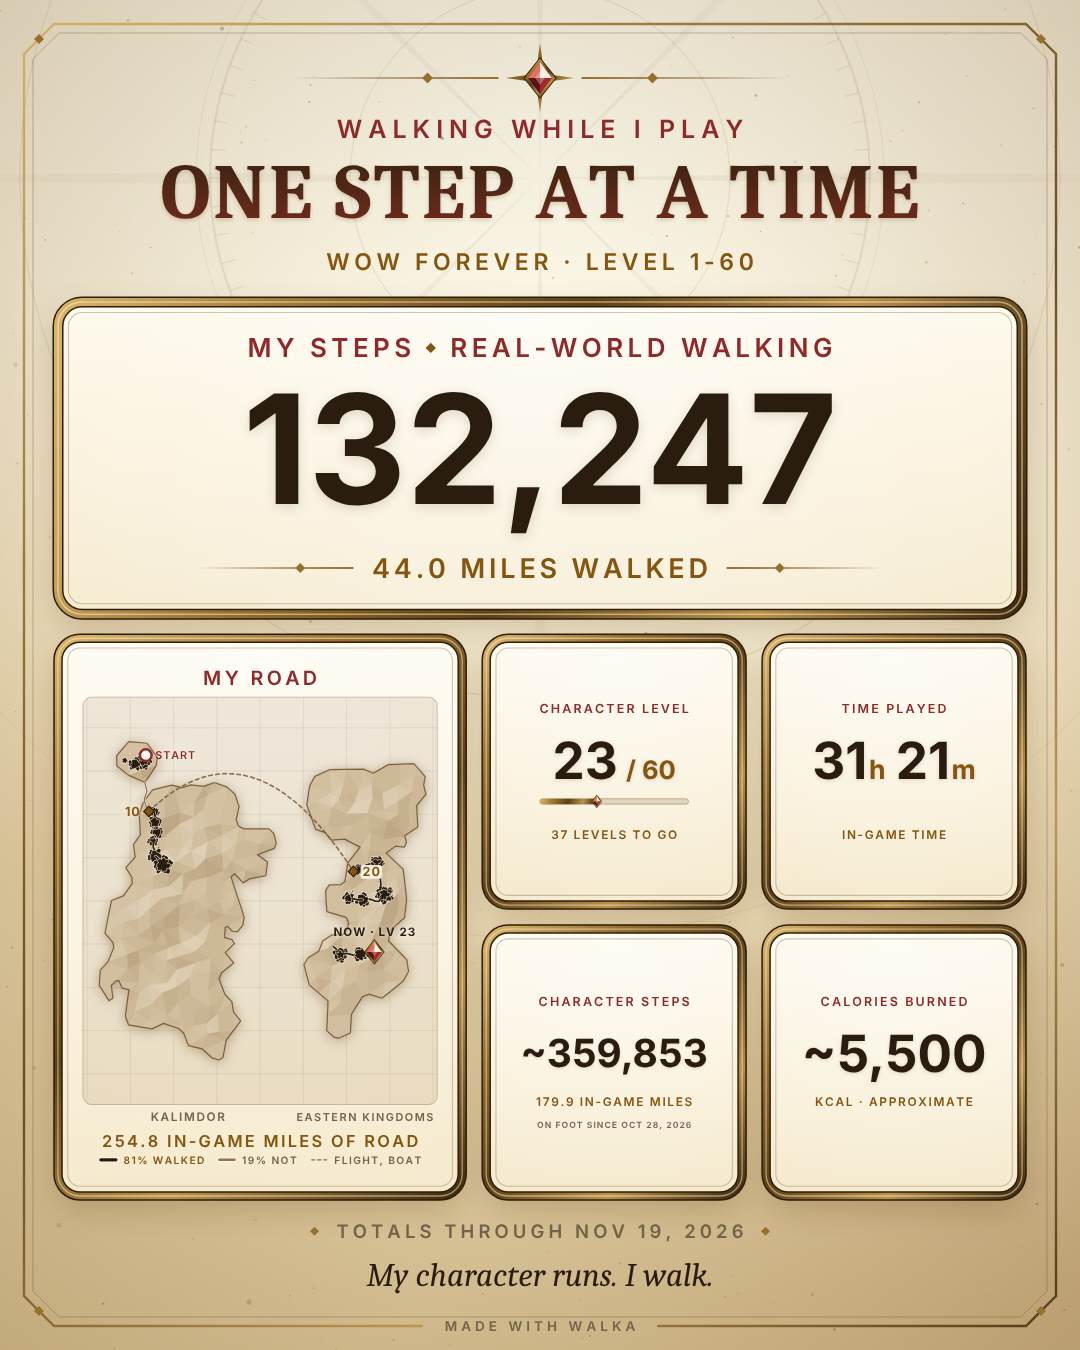 WALKING WHILE I PLAY
ONE STEP AT A TIME
WOW FOREVER · LEVEL 1-60
MY STEPS ◆ REAL-WORLD WALKING
132,247
44.0 MILES WALKED
MY ROAD
START
10
20
NOW · LV 23
KALIMDOR
EASTERN KINGDOMS
254.8 IN-GAME MILES OF ROAD
81% WALKED
19% NOT
FLIGHT, BOAT
CHARACTER LEVEL
23 / 60
37 LEVELS TO GO
TIME PLAYED
31h 21m
IN-GAME TIME
CHARACTER STEPS
~359,853
179.9 IN-GAME MILES
ON FOOT SINCE OCT 28, 2026
CALORIES BURNED
~5,500
KCAL · APPROXIMATE
TOTALS THROUGH NOV 19, 2026
My character runs. I walk.
MADE WITH WALKA